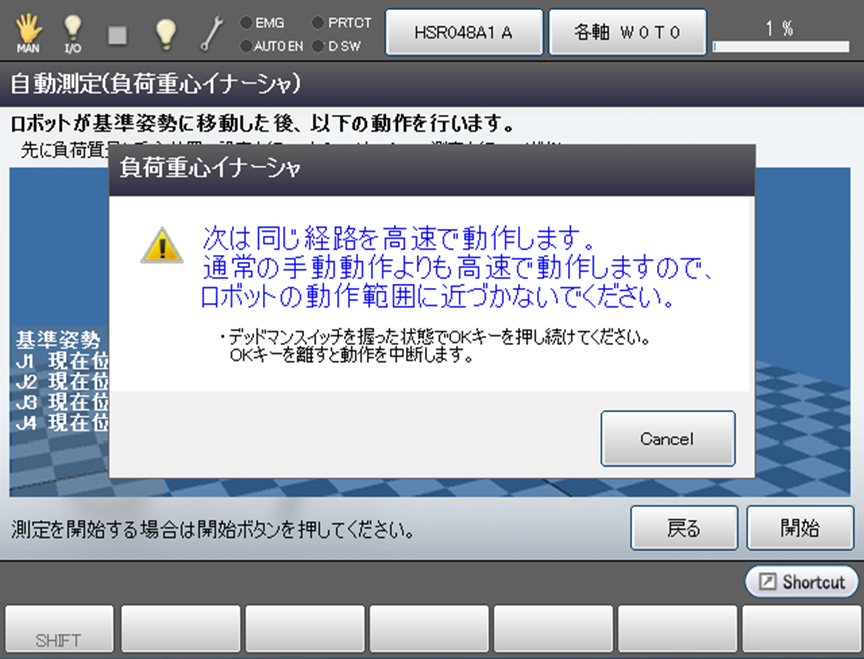 MAN
I/O
EMG
PRTCT
AUTO EN
D SW
HSR048A1 A
各軸 W0T0
1 %
自動測定(負荷重心イナーシャ)
ロボットが基準姿勢に移動した後、以下の動作を行います。
先に負荷質
負荷重心イナーシャ
次は同じ経路を高速で動作します。
通常の手動動作よりも高速で動作しますので、
ロボットの動作範囲に近づかないでください。
・デッドマンスイッチを握った状態でOKキーを押し続けてください。
OKキーを離すと動作を中断します。
基準姿勢
J1 現在位
J2 現在位
J3 現在位
J4 現在位
Cancel
測定を開始する場合は開始ボタンを押してください。
戻る
開始
Shortcut
SHIFT